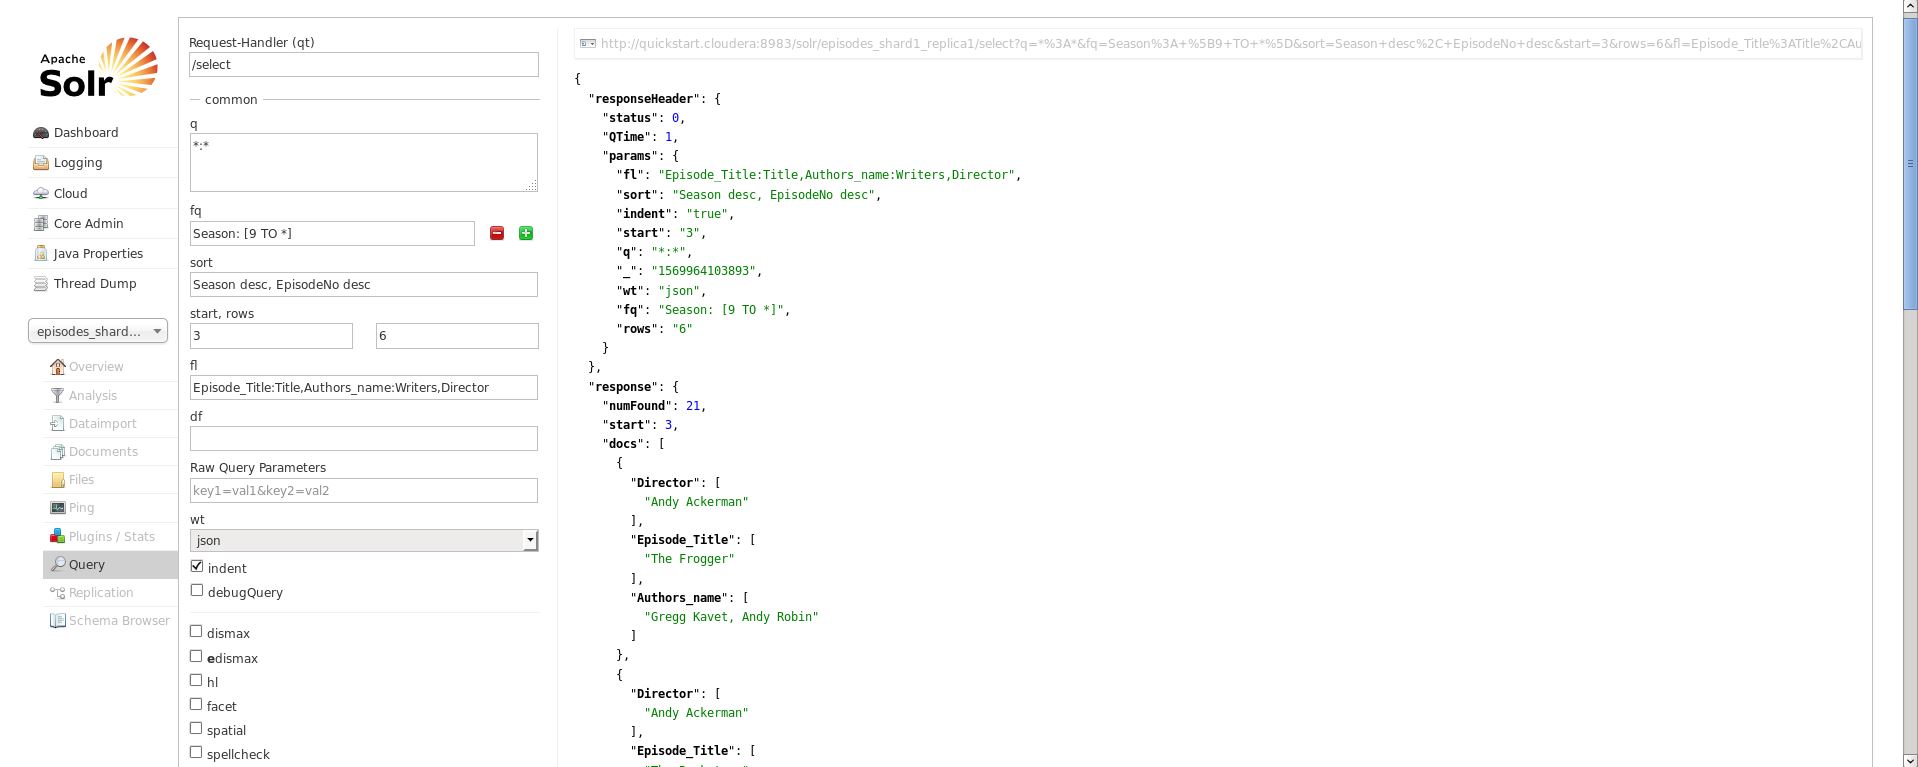 Apache
Solr
Dashboard
Logging
Cloud
Core Admin
Java Properties
Thread Dump
episodes_shard...
Overview
Analysis
Dataimport
Documents
Files
Ping
Plugins / Stats
Query
Replication
Schema Browser
Request-Handler (qt)
/select
common
q
*:*
fq
Season: [9 TO *]
sort
Season desc, EpisodeNo desc
start, rows
3 6
fl
Episode_Title:Title,Authors_name:Writers,Director
df
Raw Query Parameters
key1=val1&key2=val2
wt
json
indent
debugQuery
dismax
edismax
hl
facet
spatial
spellcheck
http://quickstart.cloudera:8983/solr/episodes_shard1_replica1/select?q=*%3A*&fq=Season%3A+%5B9+TO+*%5D&sort=Season+desc%2C+EpisodeNo+desc&start=3&rows=6&fl=Episode_Title%3ATitle%2CAu
{
"responseHeader": {
"status": 0,
"QTime": 1,
"params": {
"fl": "Episode_Title:Title,Authors_name:Writers,Director",
"sort": "Season desc, EpisodeNo desc",
"indent": "true",
"start": "3",
"q": "*:*",
"_": "1569964103893",
"wt": "json",
"fq": "Season: [9 TO *]",
"rows": "6"
}
},
"response": {
"numFound": 21,
"start": 3,
"docs": [
{
"Director": [
"Andy Ackerman"
],
"Episode_Title": [
"The Frogger"
],
"Authors_name": [
"Gregg Kavet, Andy Robin"
]
},
{
"Director": [
"Andy Ackerman"
],
"Episode_Title": [